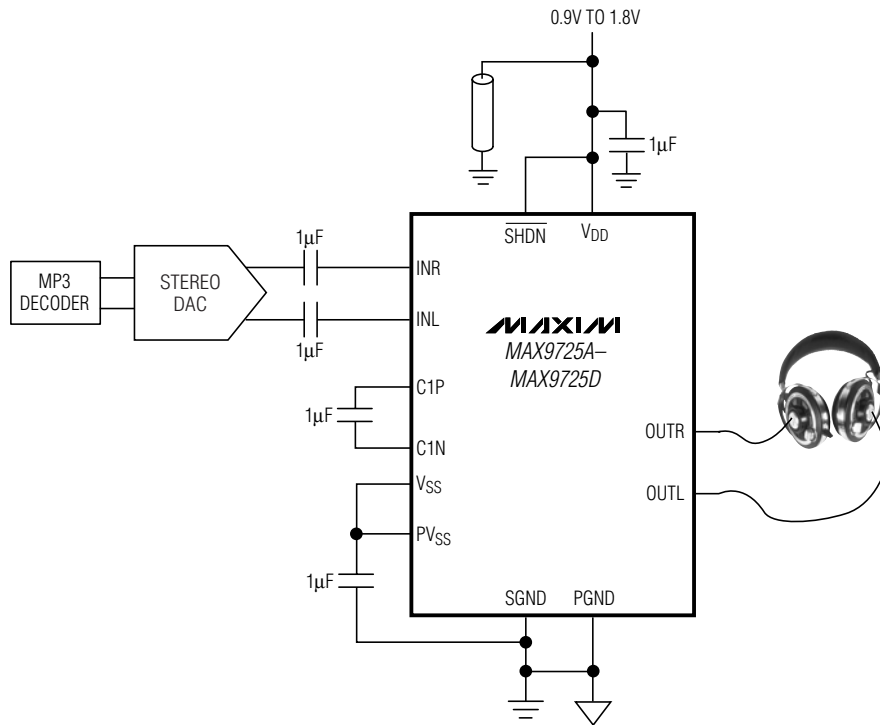 0.9V TO 1.8V
1μF
SHDN
VDD
1μF
INR
MP3
DECODER
STEREO
DAC
INL
1μF
MAXIM
MAX9725A–
MAX9725D
C1P
1μF
C1N
OUTR
VSS
OUTL
PVSS
1μF
SGND
PGND